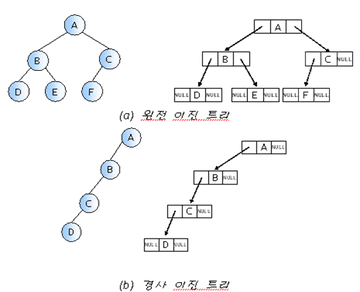 A
A
B
C
B
C NULL
D
E
F
NULL D NULL
NULL E NULL
NULL F NULL
(a) 완전 이진 트리
A
A NULL
B
B NULL
C
C NULL
D
NULL D NULL
(b) 경사 이진 트리